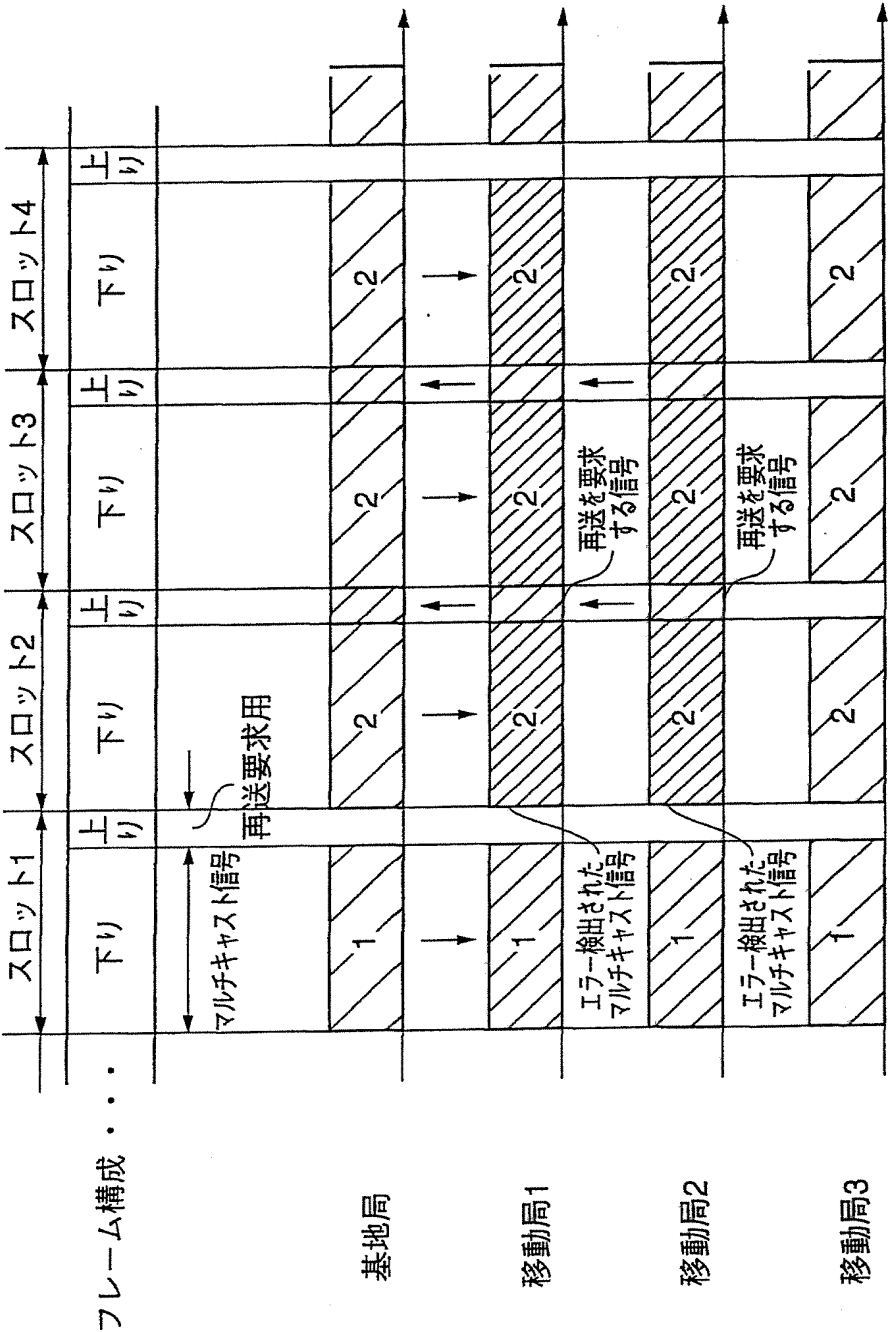 スロット1 スロット2 スロット3 スロット4
フレーム構成 ・・・ 下り 上り 下り 上り 下り 上り 下り 上り
マルチキャスト信号
再送要求用
基地局 1 2 2 2
移動局1 1 2 2 2
エラー検出された
マルチキャスト信号
再送を要求
する信号
移動局2 1 2 2 2
エラー検出された
マルチキャスト信号
再送を要求
する信号
移動局3 1 2 2 2